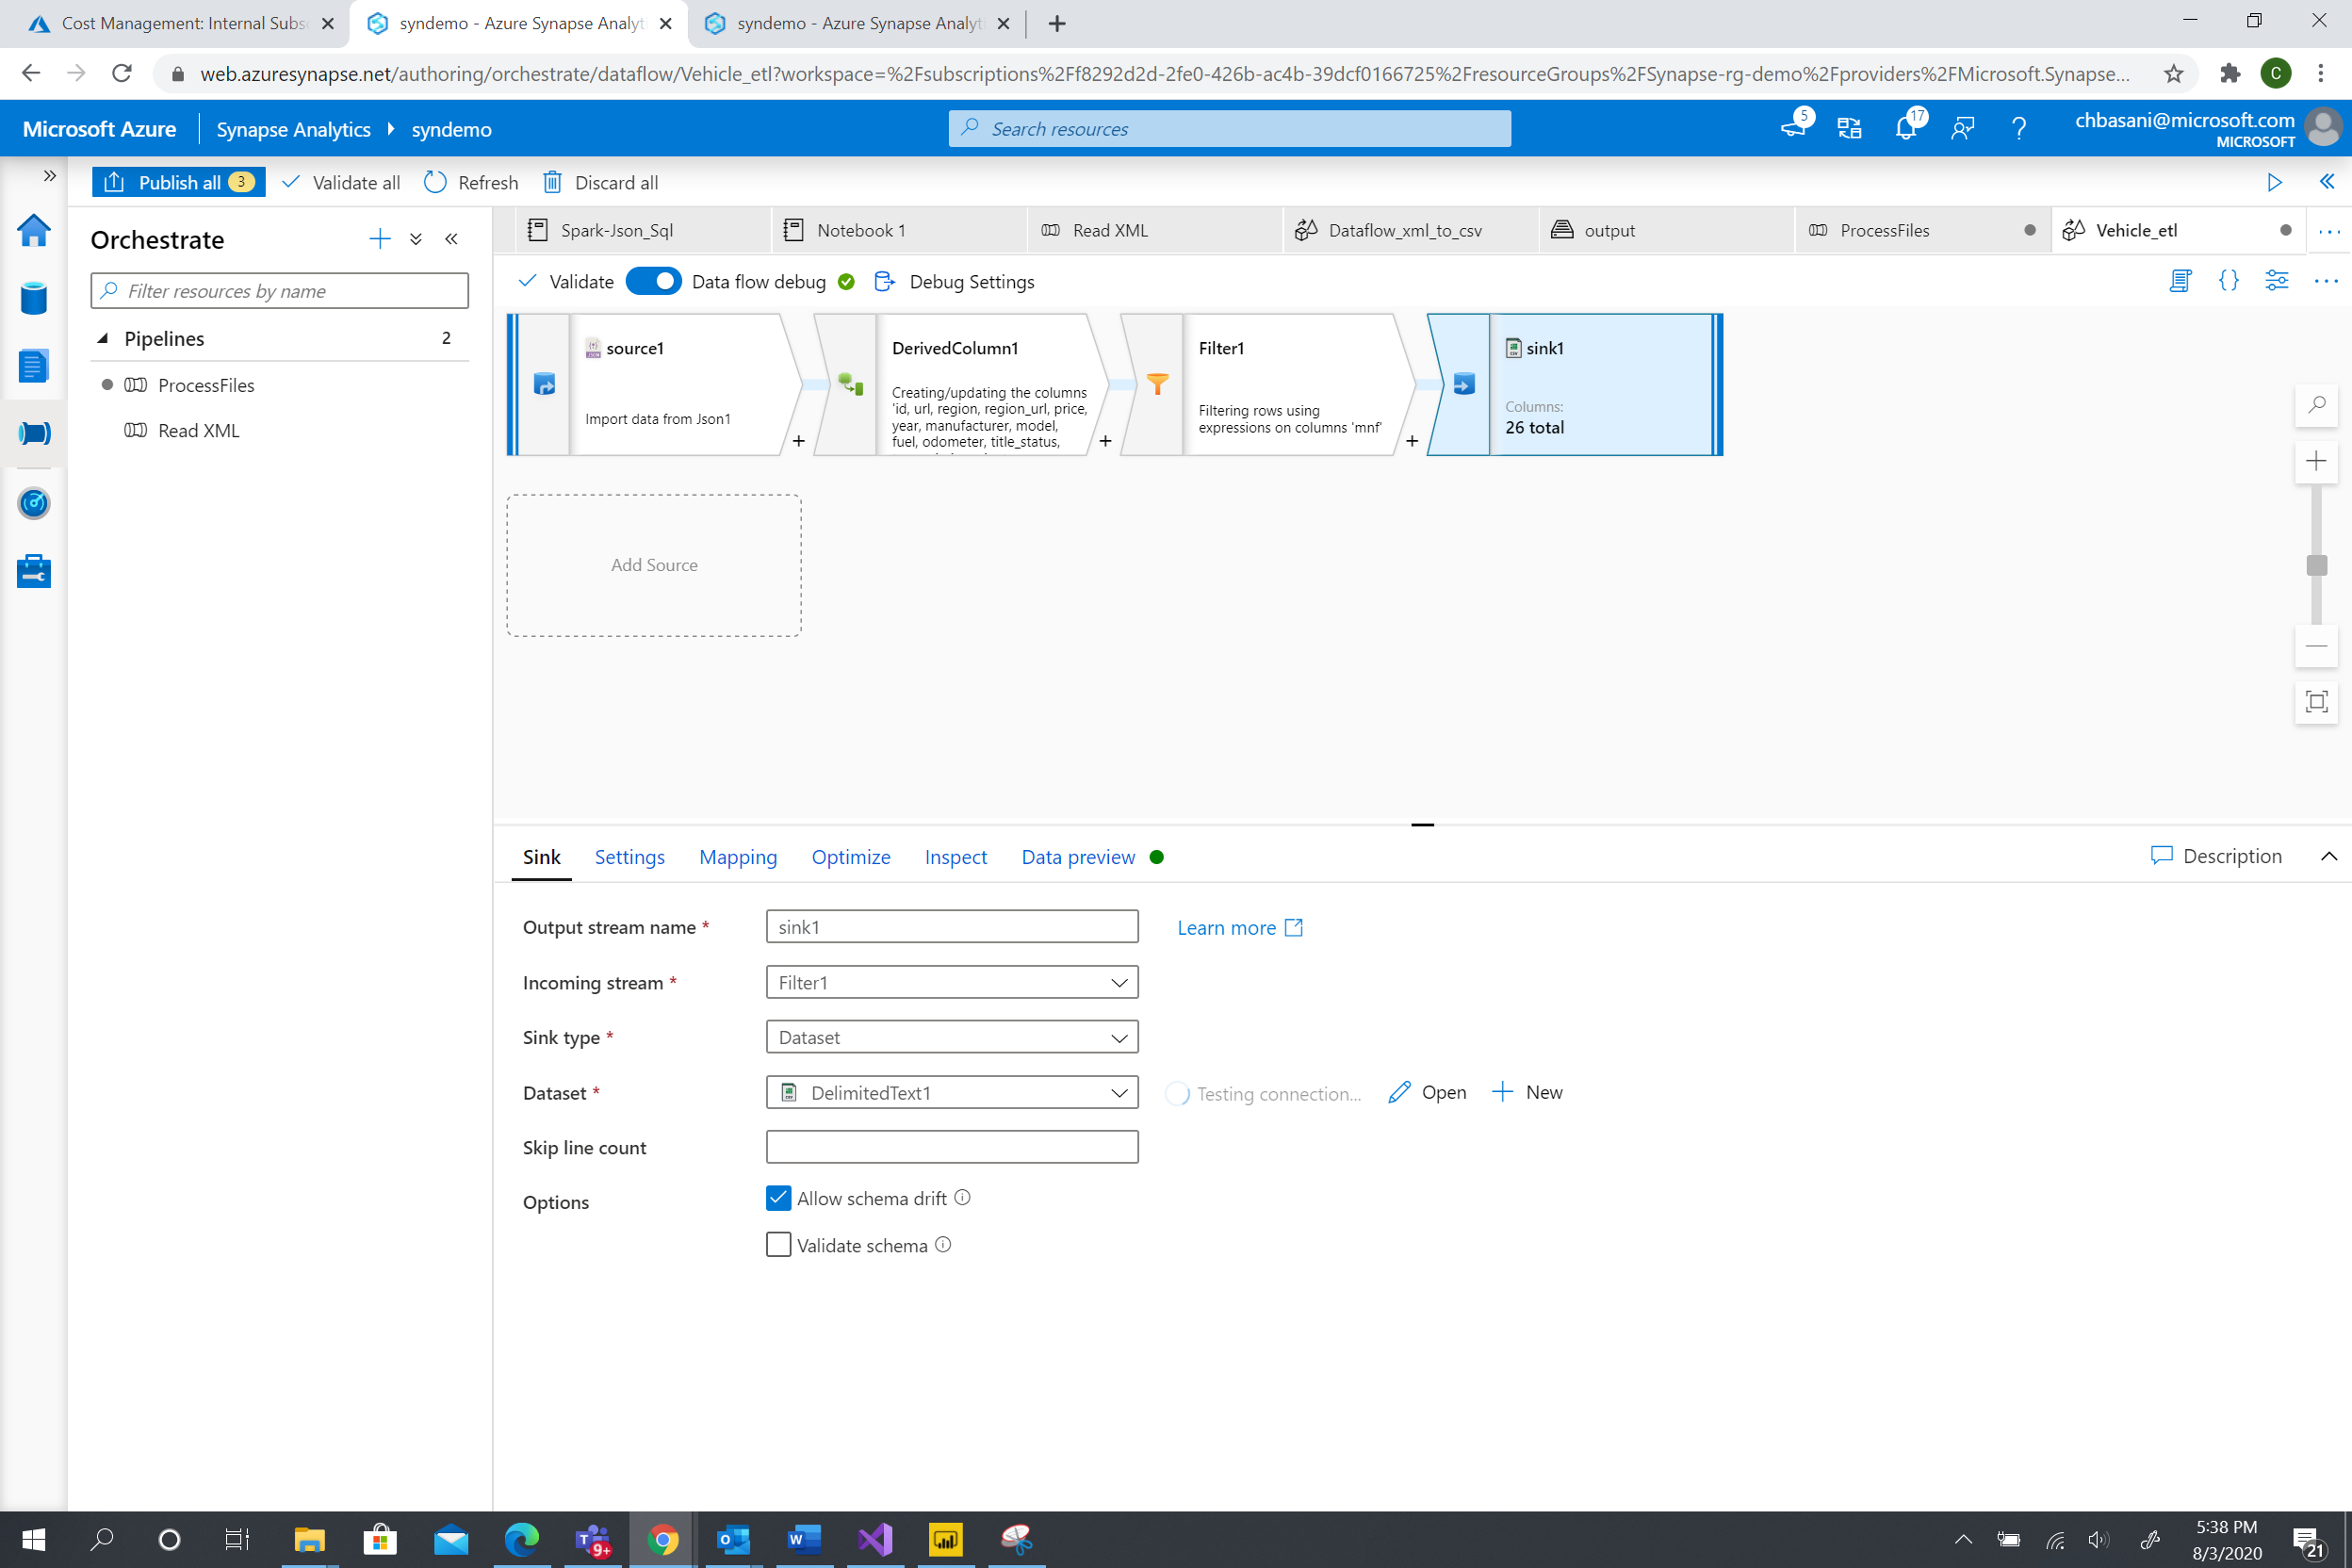 Cost Management: Internal Subs
syndemo - Azure Synapse Analyt
syndemo - Azure Synapse Analyt
web.azuresynapse.net/authoring/orchestrate/dataflow/Vehicle_etl?workspace=%2Fsubscriptions%2Ff8292d2d-2fe0-426b-ac4b-39dcf0166725%2FresourceGroups%2FSynapse-rg-demo%2Fproviders%2FMicrosoft.Synapse...
C
Microsoft Azure
Synapse Analytics
syndemo
Search resources
5
17
chbasani@microsoft.com
MICROSOFT
Publish all 3
Validate all
Refresh
Discard all
Orchestrate
Filter resources by name
Pipelines 2
ProcessFiles
Read XML
Spark-Json_Sql
Notebook 1
Read XML
Dataflow_xml_to_csv
output
ProcessFiles
Vehicle_etl
Validate
Data flow debug
Debug Settings
source1
Import data from Json1
DerivedColumn1
Creating/updating the columns
'id, url, region, region_url, price,
year, manufacturer, model,
fuel, odometer, title_status,
Filter1
Filtering rows using
expressions on columns 'mnf'
sink1
Columns:
26 total
Add Source
Sink
Settings
Mapping
Optimize
Inspect
Data preview
Description
Output stream name *
sink1
Learn more
Incoming stream *
Filter1
Sink type *
Dataset
Dataset *
DelimitedText1
Testing connection...
Open
New
Skip line count
Options
Allow schema drift
Validate schema
9+
5:38 PM
8/3/2020
21